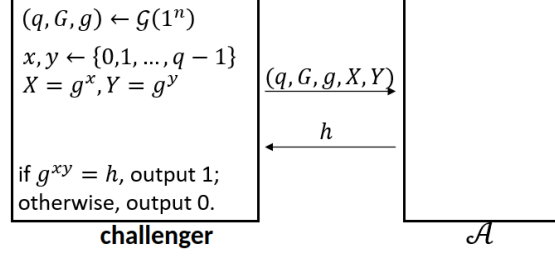 (q, G, g) ← 𝒢(1ⁿ)
x, y ← {0,1, …, q − 1}
X = gˣ, Y = gʸ
(q, G, g, X, Y)
h
if gˣʸ = h, output 1;
otherwise, output 0.
challenger
𝒜